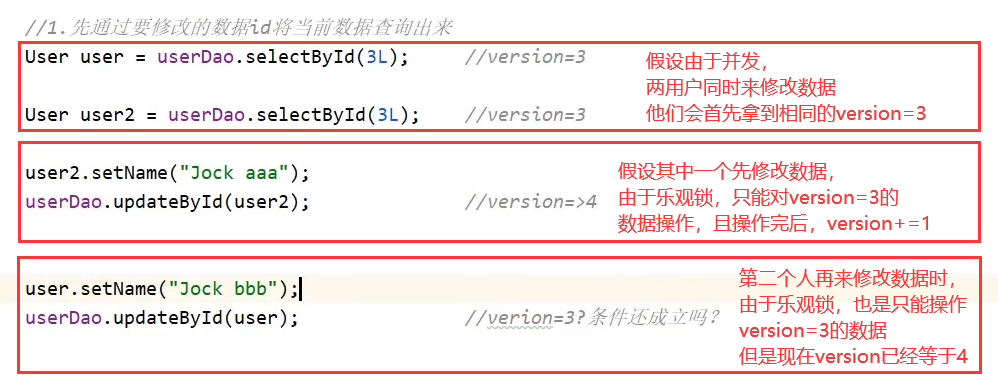 //1.先通过要修改的数据id将当前数据查询出来
User user = userDao.selectById(3L); //version=3
假设由于并发，
两用户同时来修改数据
他们会首先拿到相同的version=3
User user2 = userDao.selectById(3L); //version=3
user2.setName("Jock aaa");
userDao.updateById(user2); //version=>4
假设其中一个先修改数据，
由于乐观锁，只能对version=3的
数据操作，且操作完后，version+=1
user.setName("Jock bbb");
userDao.updateById(user); //verion=3?条件还成立吗？
第二个人再来修改数据时，
由于乐观锁，也是只能操作
version=3的数据
但是现在version已经等于4